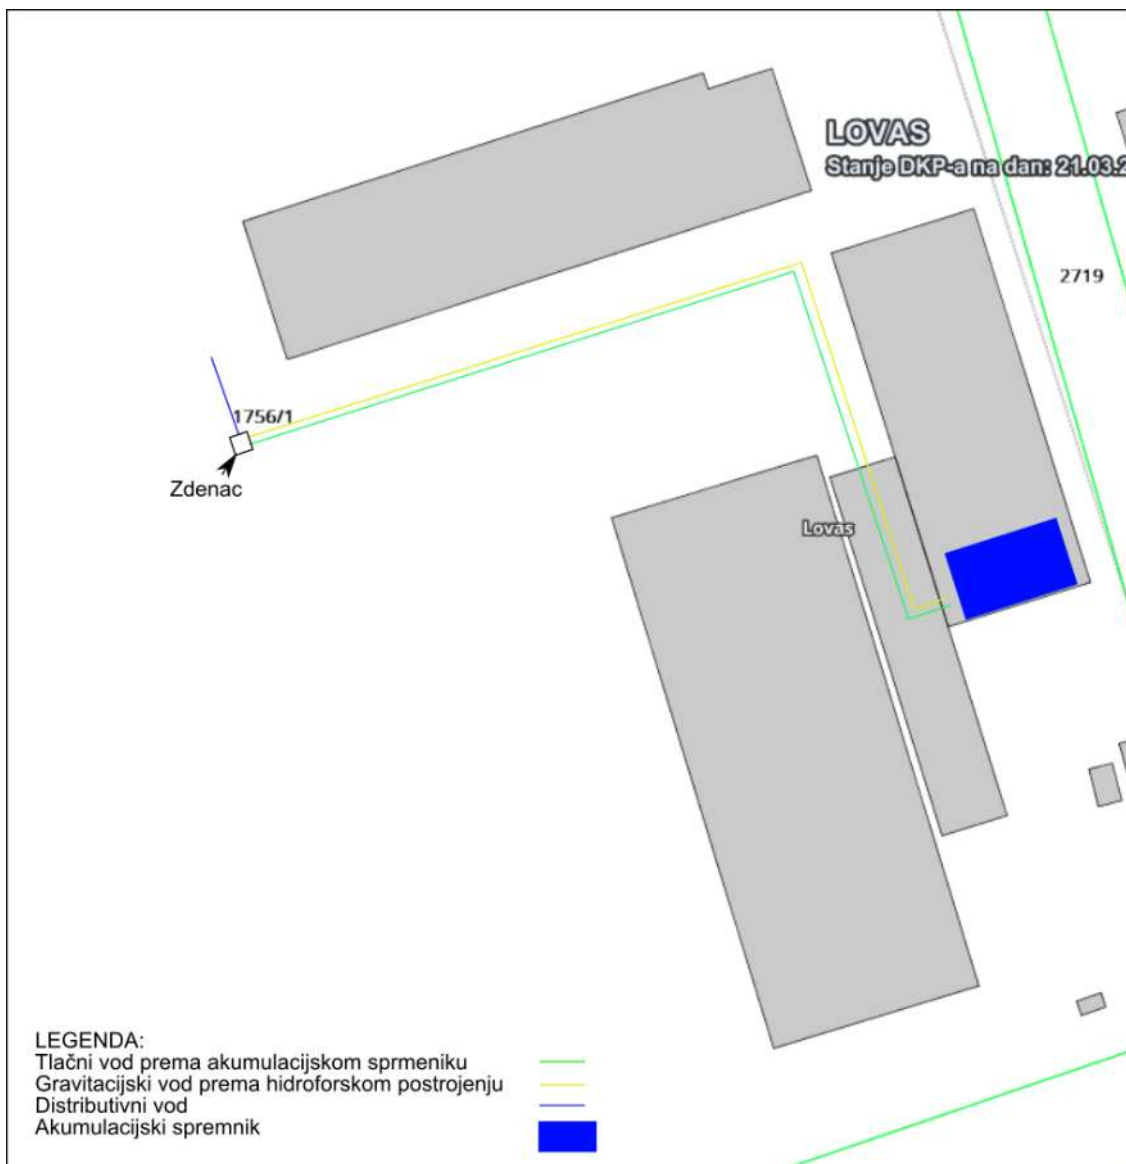 LOVAS
Stanje DKP-a na dan: 21.03.2
2719
1756/1
Zdenac
Lovas
LEGENDA:
Tlačni vod prema akumulacijskom sprmeniku
Gravitacijski vod prema hidroforskom postrojenju
Distributivni vod
Akumulacijski spremnik